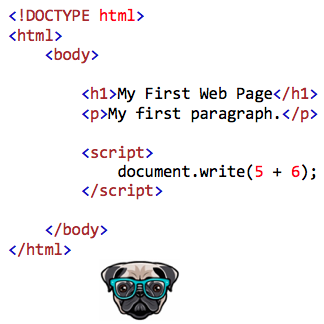 <!DOCTYPE html>
<html>
<body>
<h1>My First Web Page</h1>
<p>My first paragraph.</p>
<script>
document.write(5 + 6);
</script>
</body>
</html>